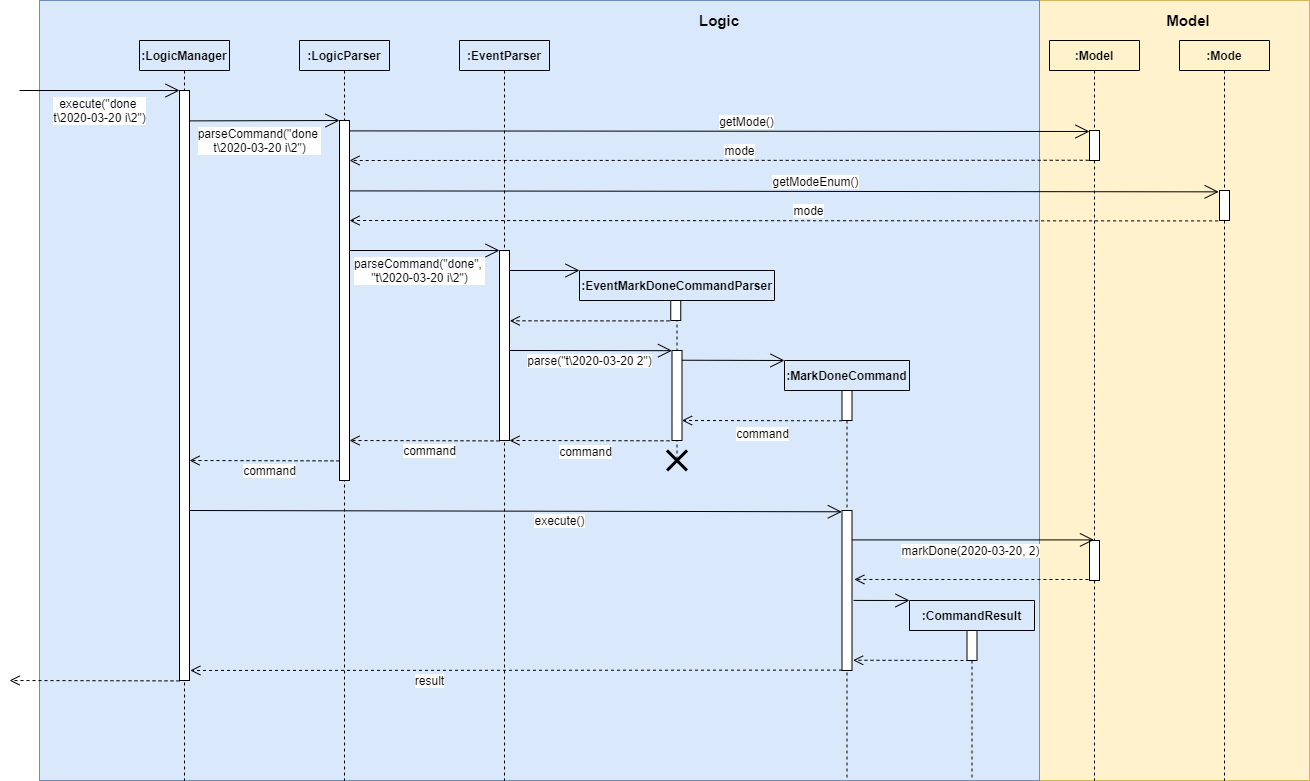 Logic
Model
:LogicManager
:LogicParser
:EventParser
:Model
:Mode
execute("done
t\2020-03-20 i\2")
parseCommand("done
t\2020-03-20 i\2")
getMode()
mode
getModeEnum()
mode
parseCommand("done",
"t\2020-03-20 i\2")
:EventMarkDoneCommandParser
parse("t\2020-03-20 2")
:MarkDoneCommand
command
command
command
command
execute()
markDone(2020-03-20, 2)
:CommandResult
result